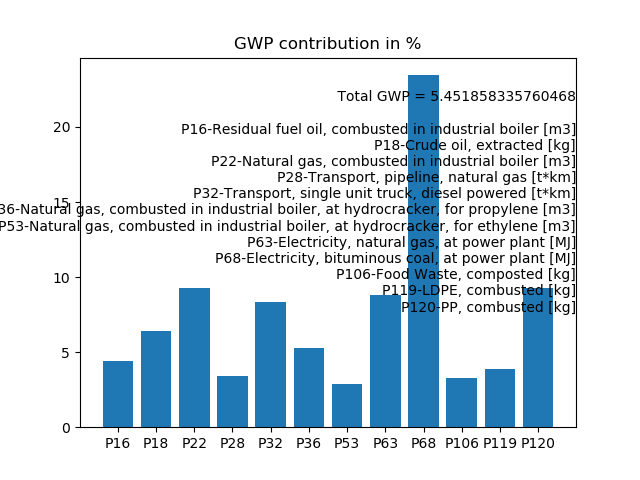 GWP contribution in %
Total GWP = 5.451858335760468
20
P16-Residual fuel oil, combusted in industrial boiler [m3]
P18-Crude oil, extracted [kg]
P22-Natural gas, combusted in industrial boiler [m3]
P28-Transport, pipeline, natural gas [t*km]
P32-Transport, single unit truck, diesel powered [t*km]
15
36-Natural gas, combusted in industrial boiler, at hydrocracker, for propylene [m3]
P53-Natural gas, combusted in industrial boiler, at hydrocracker, for ethylene [m3]
P63-Electricity, natural gas, at power plant [MJ]
P68-Electricity, bituminous coal, at power plant [MJ]
10
P106-Food Waste, composted [kg]
P119-LDPE, combusted [kg]
P120-PP, combusted [kg]
5
0
P16 P18 P22 P28 P32 P36 P53 P63 P68 P106 P119 P120